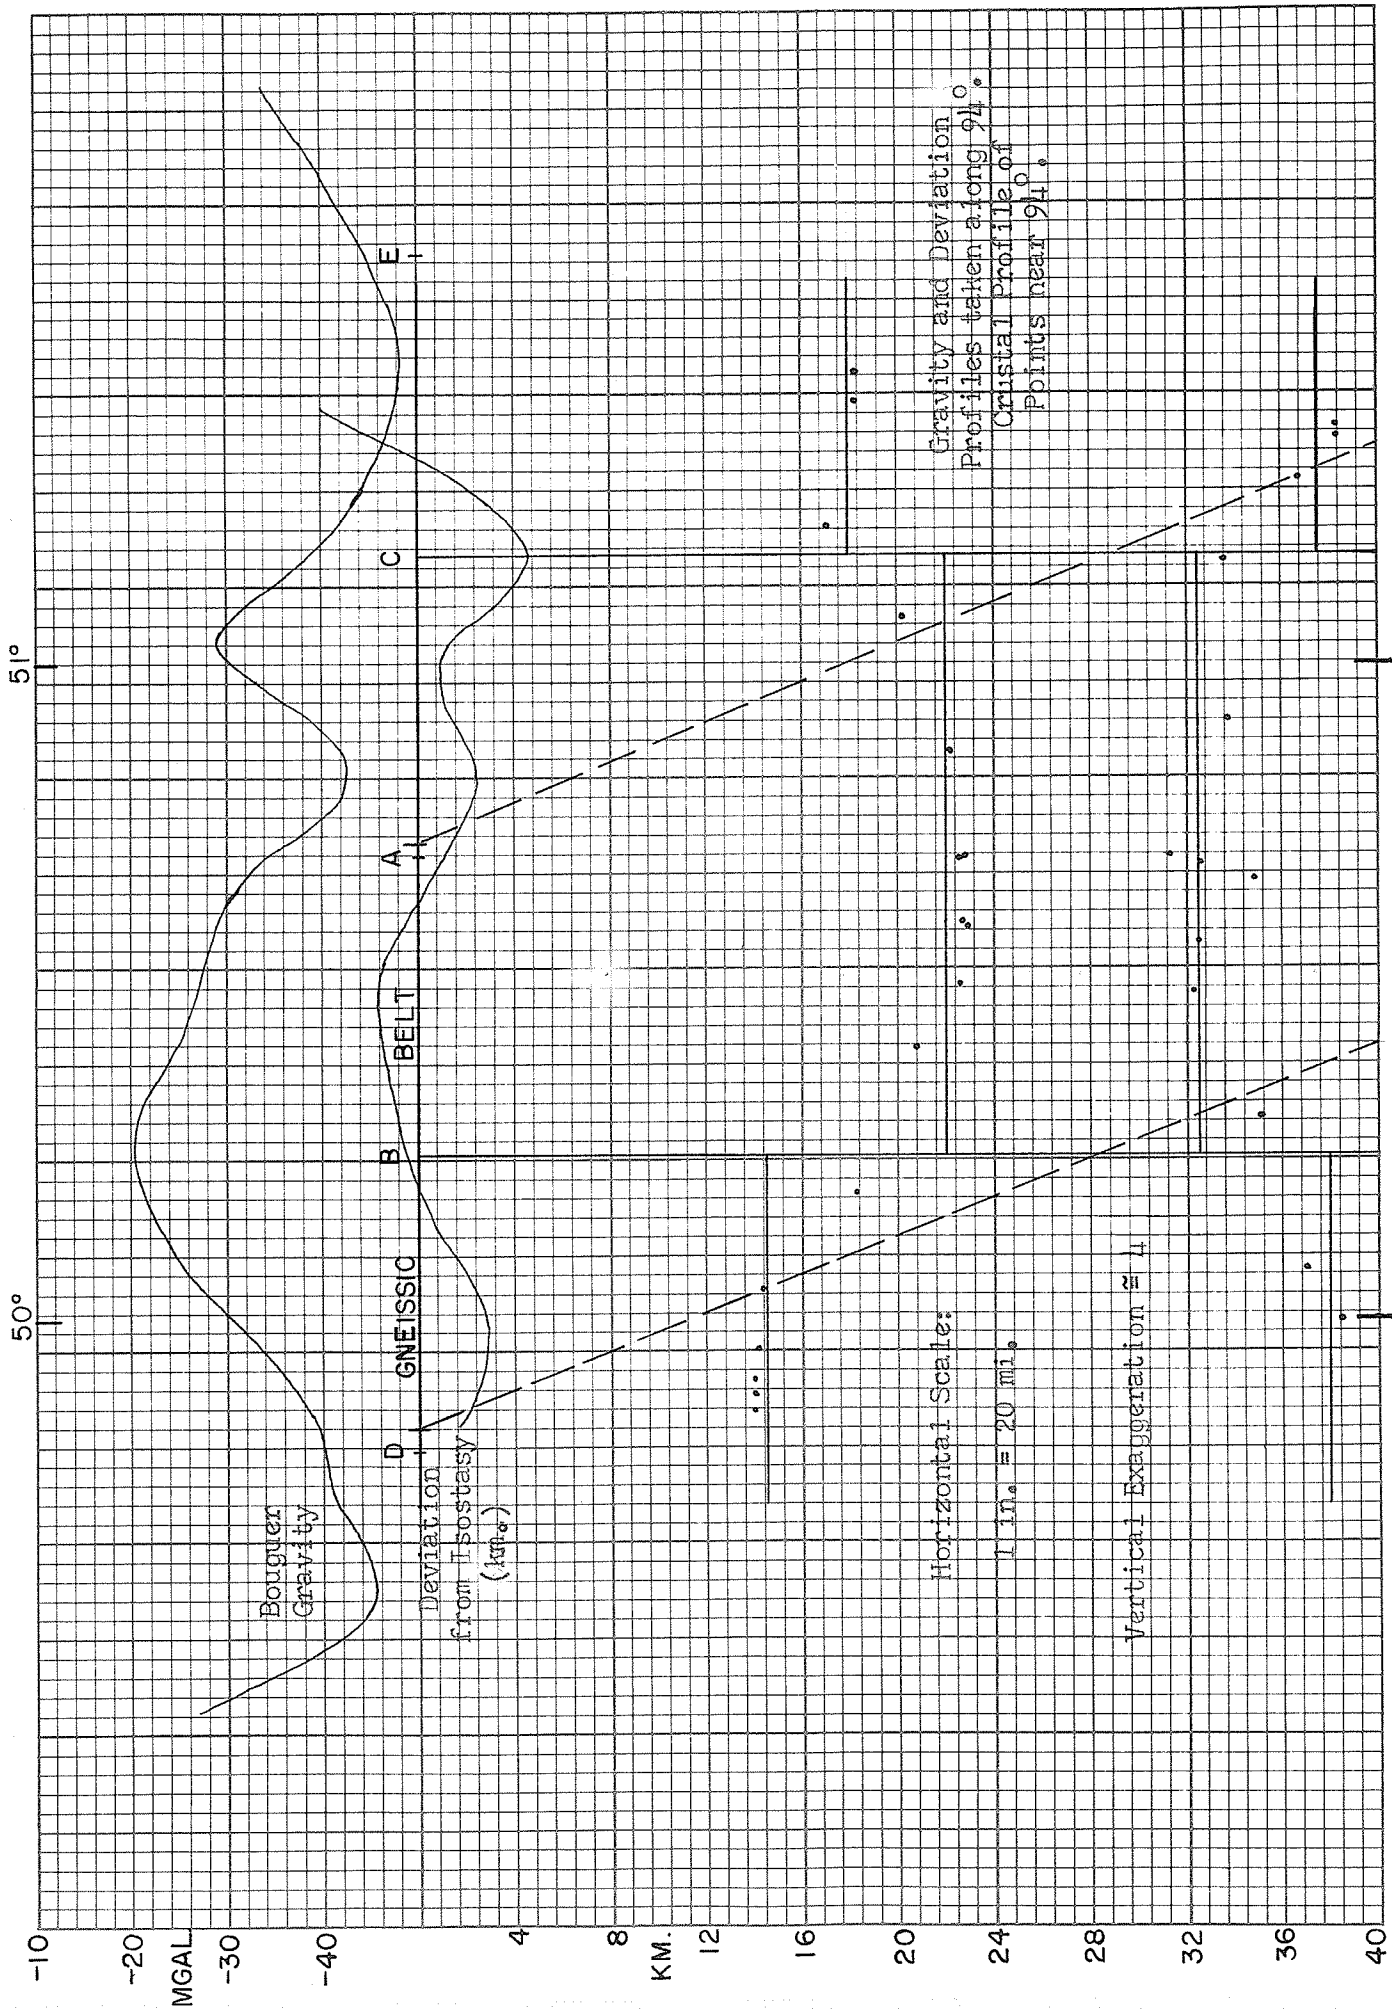 50°
51°
-10
-20
MGAL.
-30
-40
4
8
KM.
12
16
20
24
28
32
36
40
Bouguer
Gravity
Deviation
from Isostasy
(km.)
D
GNEISSIC
B
BELT
A
C
E
Horizontal Scale:
1 in. = 20 mi.
Vertical Exaggeration ≅ 4
Gravity and Deviation
Profiles taken along 94°.
Crustal Profile of
Points near 94°.